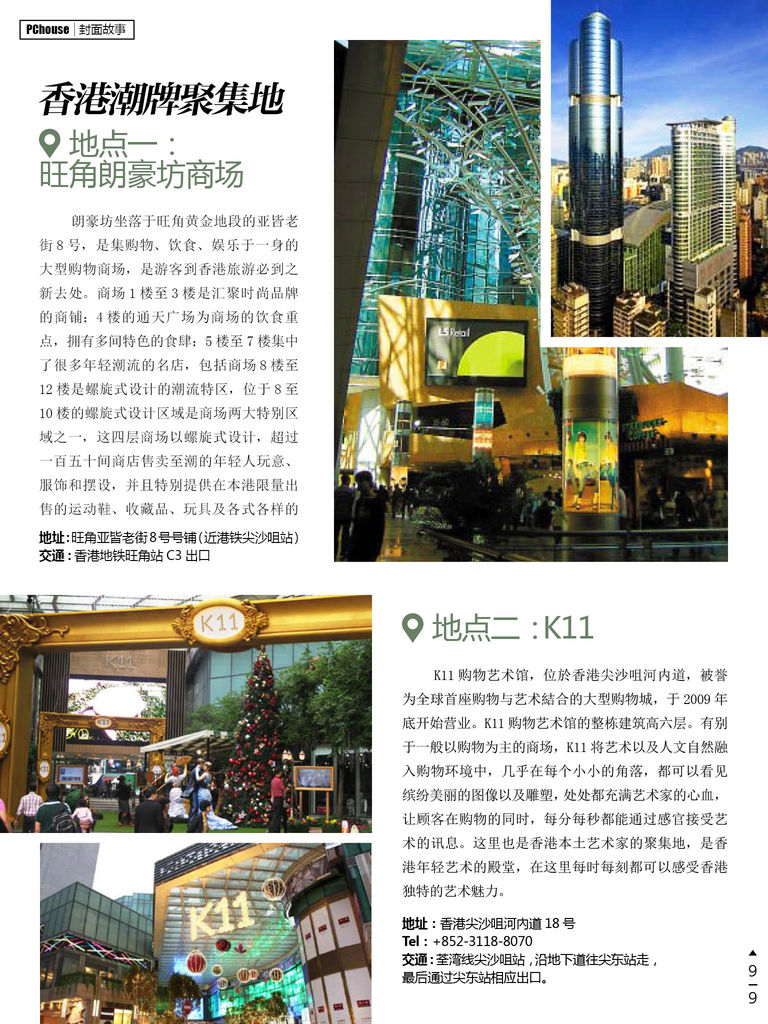 PChouse 封面故事
香港潮牌聚集地
地点一：
旺角朗豪坊商场
朗豪坊坐落于旺角黄金地段的亚皆老
街 8 号，是集购物、饮食、娱乐于一身的
大型购物商场，是游客到香港旅游必到之
新去处。商场 1 楼至 3 楼是汇聚时尚品牌
的商铺；4 楼的通天广场为商场的饮食重
点，拥有多间特色的食肆；5 楼至 7 楼集中
了很多年轻潮流的名店，包括商场 8 楼至
12 楼是螺旋式设计的潮流特区，位于 8 至
10 楼的螺旋式设计区域是商场两大特别区
域之一，这四层商场以螺旋式设计，超过
一百五十间商店售卖至潮的年轻人玩意、
服饰和摆设，并且特别提供在本港限量出
售的运动鞋、收藏品、玩具及各式各样的
地址：旺角亚皆老街 8 号号铺（近港铁尖沙咀站）
交通：香港地铁旺角站 C3 出口
LS Retail
STARBUCKS COFFEE
K11
K11
K11
地点二：K11
K11 购物艺术馆，位於香港尖沙咀河内道，被誉
为全球首座购物与艺术結合的大型购物城，于 2009 年
底开始营业。K11 购物艺术馆的整栋建筑高六层。有别
于一般以购物为主的商场，K11 将艺术以及人文自然融
入购物环境中，几乎在每个小小的角落，都可以看见
缤纷美丽的图像以及雕塑，处处都充满艺术家的心血，
让顾客在购物的同时，每分每秒都能通过感官接受艺
术的讯息。这里也是香港本土艺术家的聚集地，是香
港年轻艺术的殿堂，在这里每时每刻都可以感受香港
独特的艺术魅力。
地址：香港尖沙咀河内道 18 号
Tel：+852-3118-8070
交通：荃湾线尖沙咀站，沿地下道往尖东站走，
最后通过尖东站相应出口。
9
9